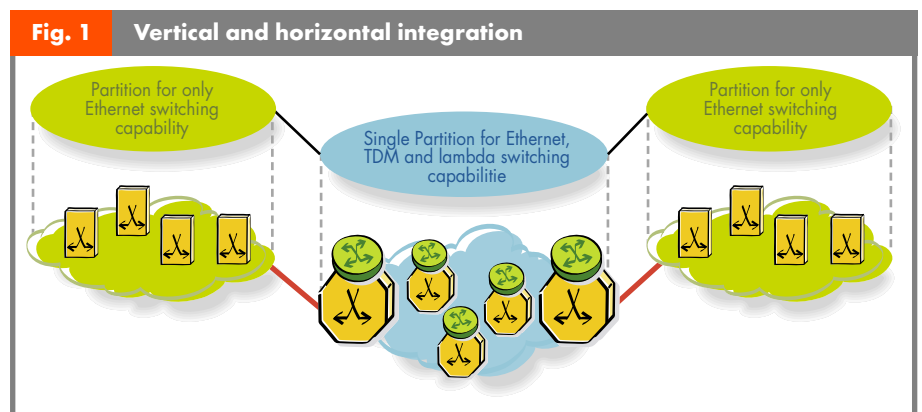 Fig. 1 Vertical and horizontal integration
Partition for only
Ethernet switching
capability
Single Partition for Ethernet,
TDM and lambda switching
capabilitie
Partition for only
Ethernet switching
capability